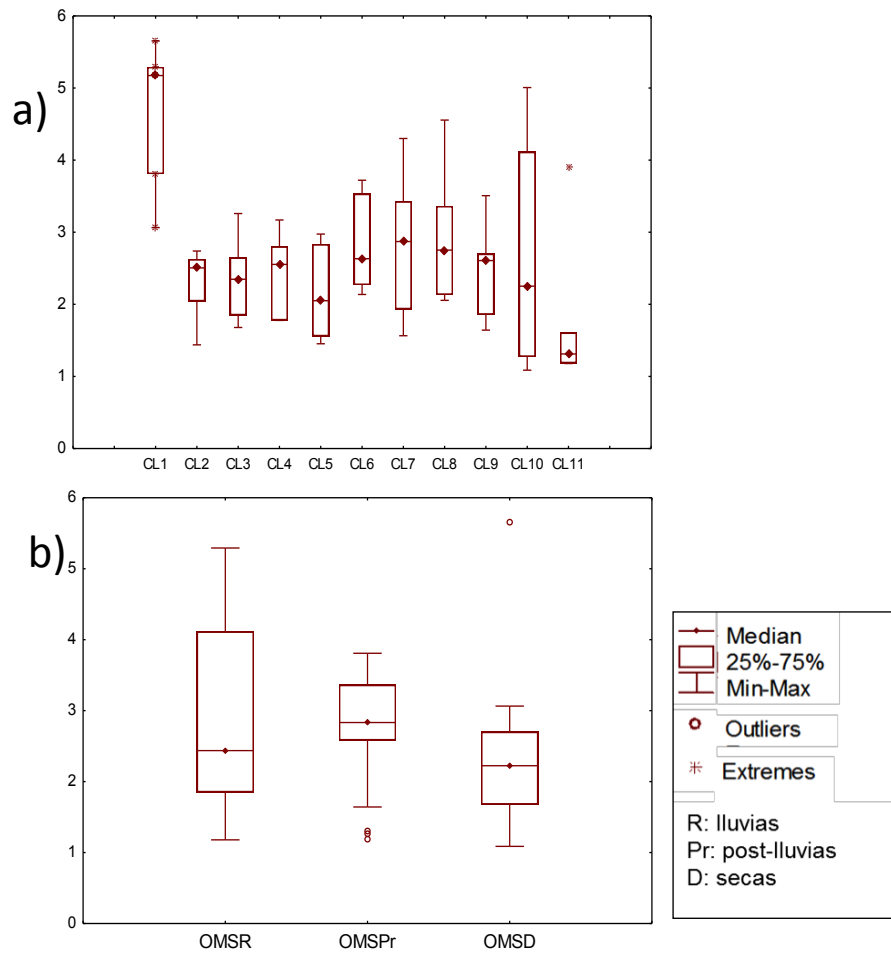 a)
6
5
4
3
2
1
0
CL1 CL2 CL3 CL4 CL5 CL6 CL7 CL8 CL9 CL10 CL11
b)
6
5
4
3
2
1
0
OMSR OMSPr OMSD
Median
25%-75%
Min-Max
Outliers
Extremes
R: lluvias
Pr: post-lluvias
D: secas